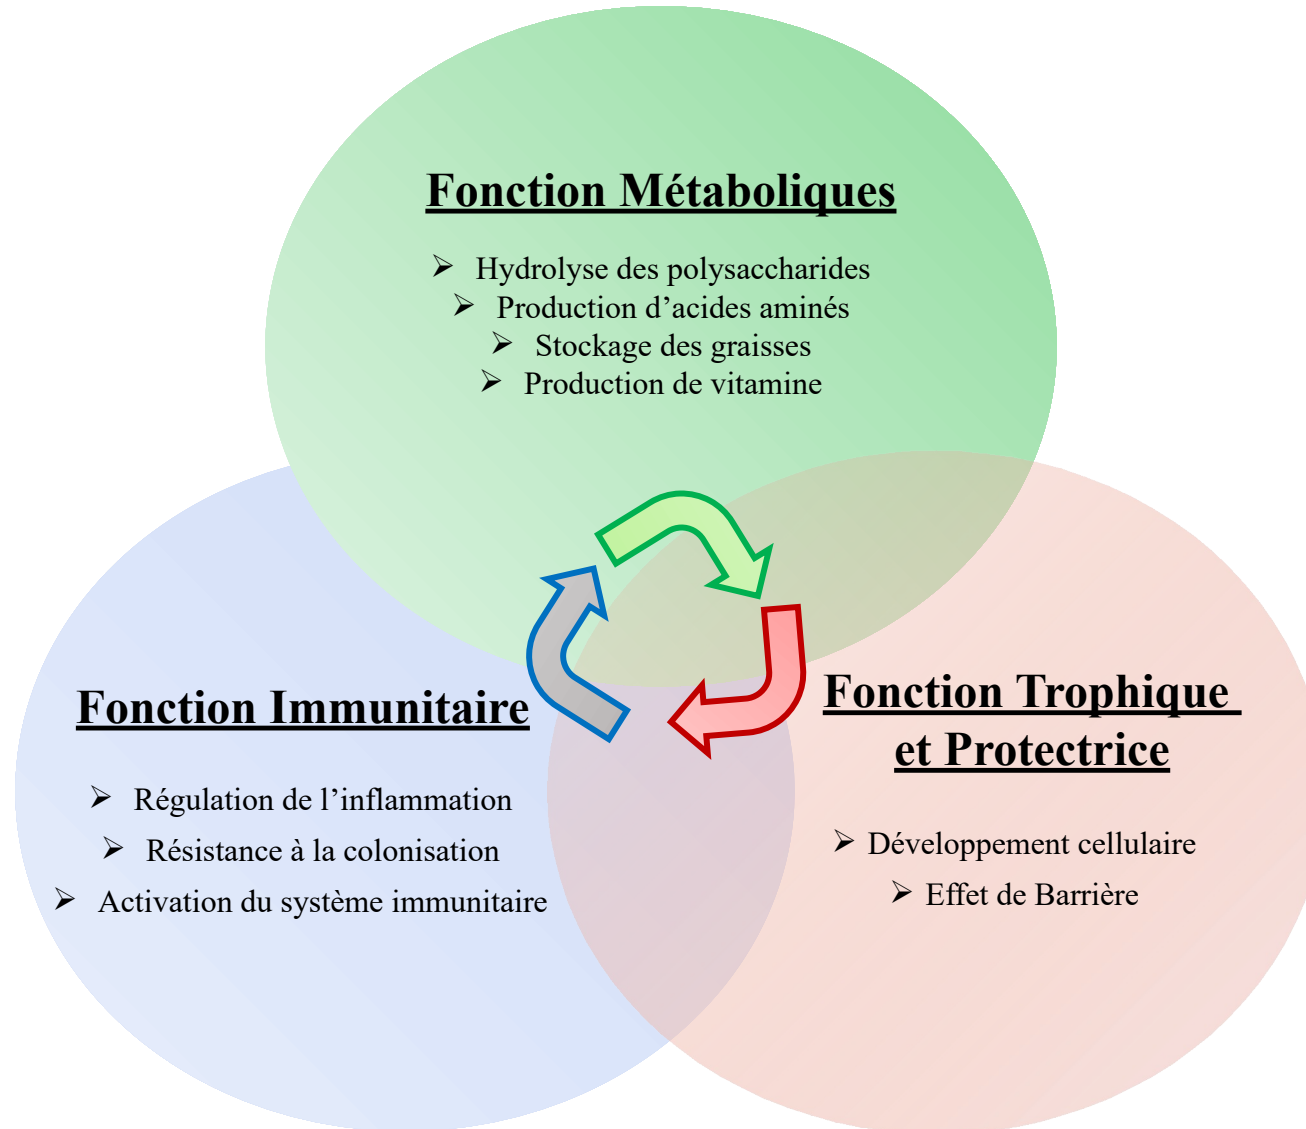 Fonction Métaboliques
➢ Hydrolyse des polysaccharides
➢ Production d’acides aminés
➢ Stockage des graisses
➢ Production de vitamine
Fonction Immunitaire
➢ Régulation de l’inflammation
➢ Résistance à la colonisation
➢ Activation du système immunitaire
Fonction Trophique
et Protectrice
➢ Développement cellulaire
➢ Effet de Barrière